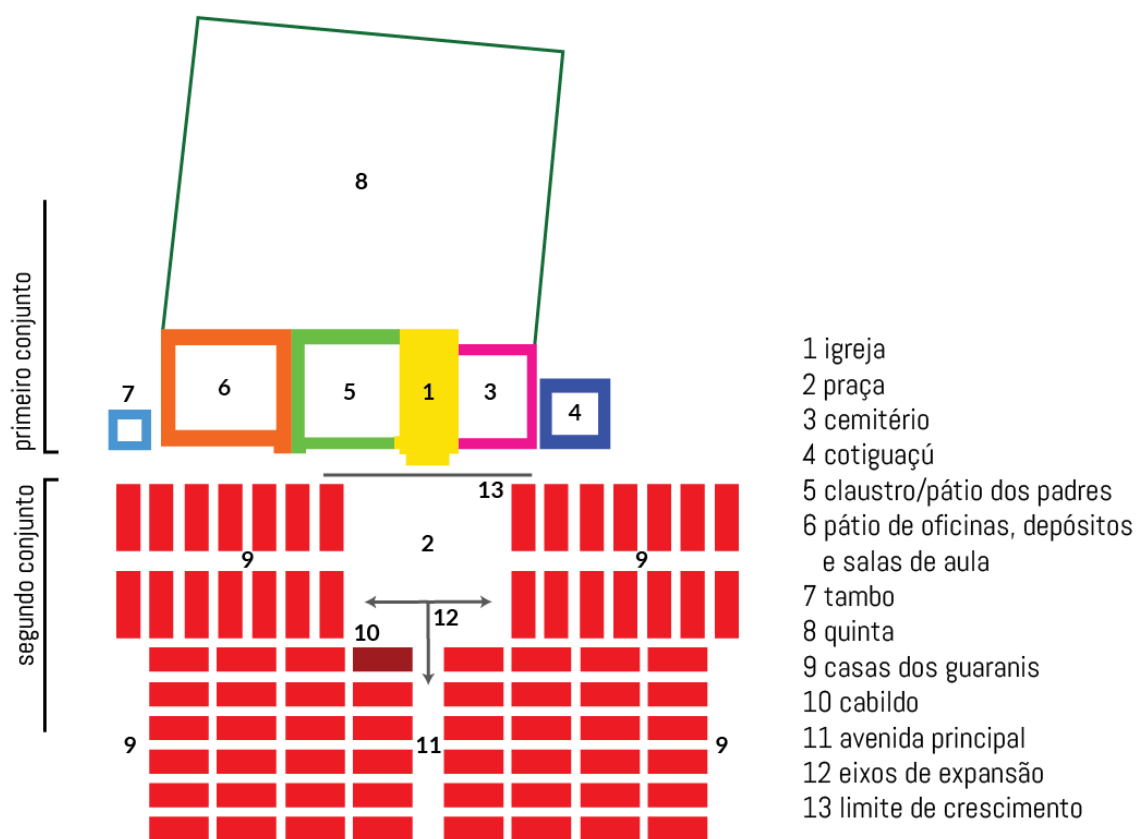 8
primeiro conjunto
7
6
5
1
3
4
13
segundo conjunto
9
2
9
10
12
9
11
9
1 igreja
2 praça
3 cemitério
4 cotiguaçú
5 claustro/pátio dos padres
6 pátio de oficinas, depósitos
e salas de aula
7 tambo
8 quinta
9 casas dos guaranis
10 cabildo
11 avenida principal
12 eixos de expansão
13 limite de crescimento